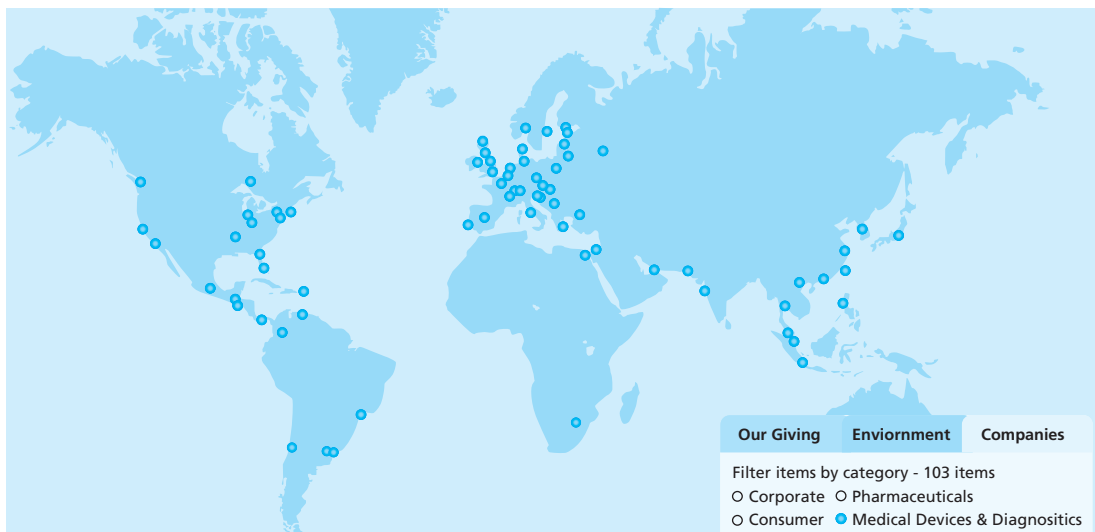 Our Giving Enviornment Companies
Filter items by category - 103 items
Corporate Pharmaceuticals
Consumer Medical Devices & Diagnositics